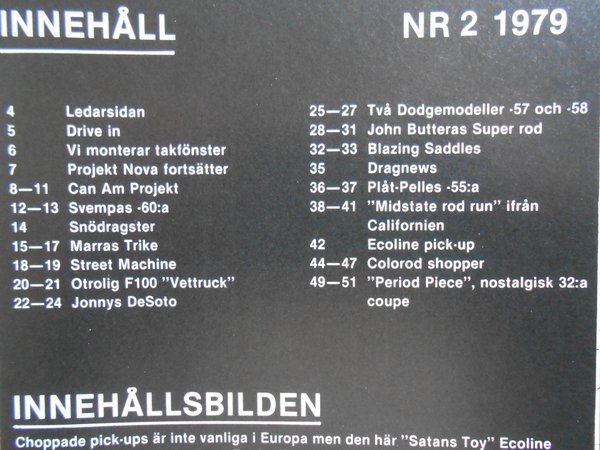 INNEHÅLL
NR 2 1979
4 Ledarsidan
5 Drive in
6 Vi monterar takfönster
7 Projekt Nova fortsätter
8—11 Can Am Projekt
12—13 Svempas -60:a
14 Snödragster
15—17 Marras Trike
18—19 Street Machine
20—21 Otrolig F100 "Vettruck"
22—24 Jonnys DeSoto
25—27 Två Dodgemodeller -57 och -58
28—31 John Butteras Super rod
32—33 Blazing Saddles
35 Dragnews
36—37 Plåt-Pelles -55:a
38—41 "Midstate rod run" ifrån
Californien
42 Ecoline pick-up
44—47 Colorod shopper
49—51 "Period Piece", nostalgisk 32:a
coupe
INNEHÅLLSBILDEN
Choppade pick-ups är inte vanliga i Europa men den här "Satans Toy" Ecoline